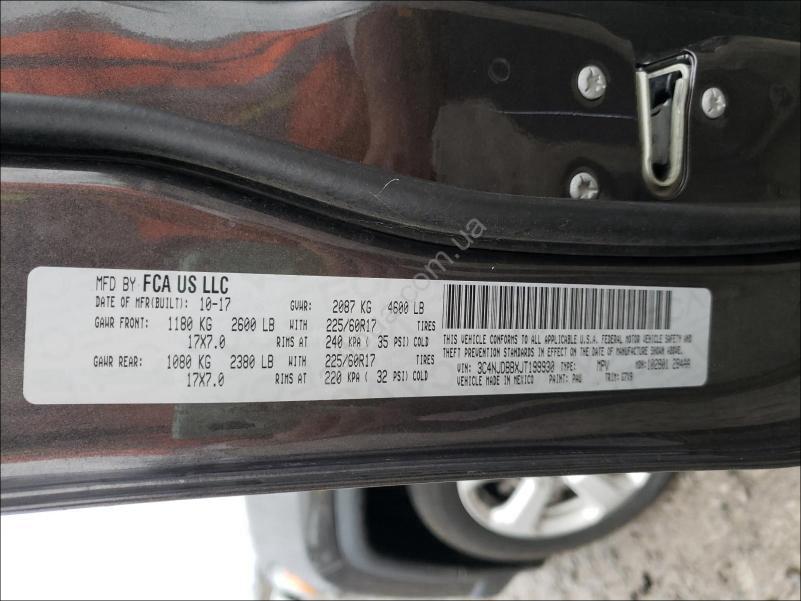 MFD BY FCA US LLC
DATE OF MFR(BUILT): 10-17 GVWR: 2087 KG 4600 LB
GAWR FRONT: 1180 KG 2600 LB WITH 225/60R17 TIRES
17X7.0 RIMS AT 240 KPA ( 35 PSI) COLD
GAWR REAR: 1080 KG 2380 LB WITH 225/60R17 TIRES
17X7.0 RIMS AT 220 KPA ( 32 PSI) COLD
THIS VEHICLE CONFORMS TO ALL APPLICABLE U.S.A. FEDERAL MOTOR VEHICLE SAFETY AND
THEFT PREVENTION STANDARDS IN EFFECT ON THE DATE OF MANUFACTURE SHOWN ABOVE.
VIN: 3C4NJDBBXJT199930 TYPE: MPV MDH:
VEHICLE MADE IN MEXICO PAINT: PAU TRIM:
.com.ua